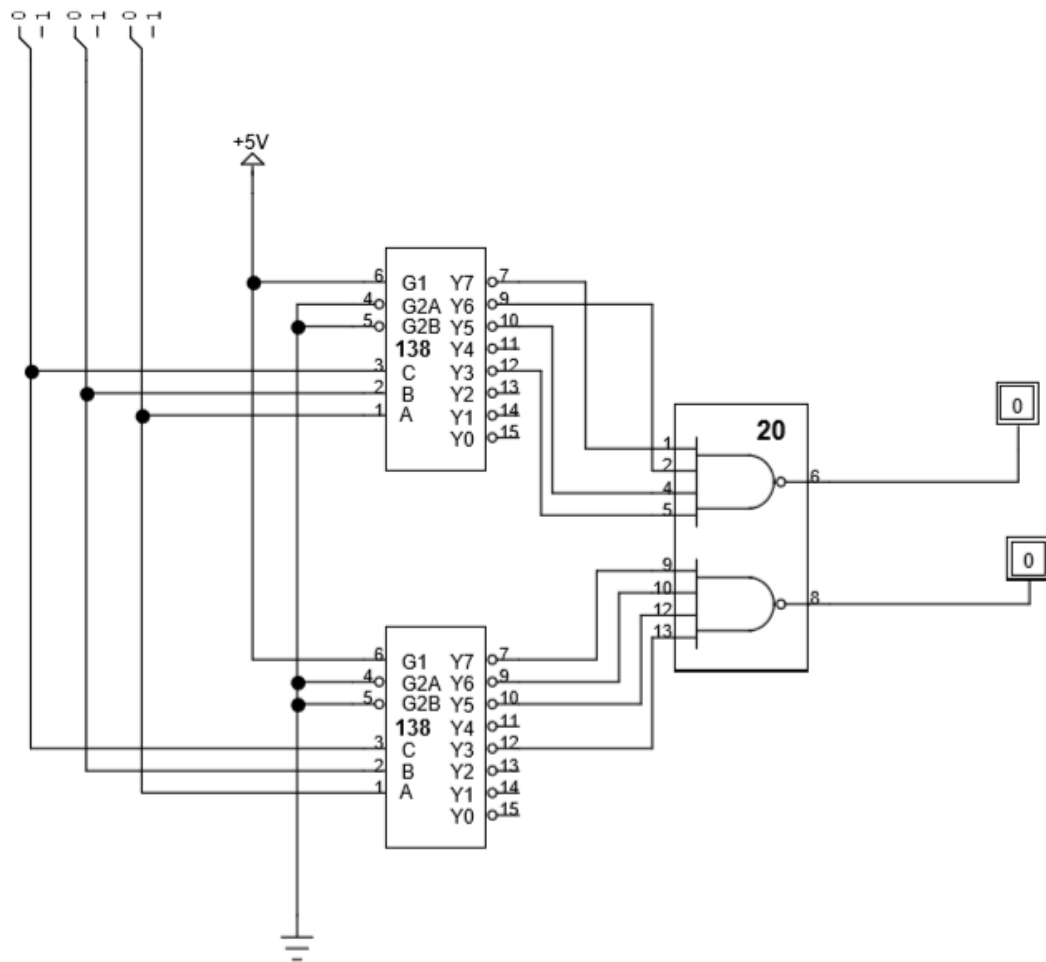 -0 -1 -0 -1 -0 -1
+5V
6 G1 Y7 7
4 G2A Y6 9
5 G2B Y5 10
138 Y4 11
3 C Y3 12
2 B Y2 13
1 A Y1 14
Y0 15
20
1
2
4
5
6
0
9
10
12
13
8
0
6 G1 Y7 7
4 G2A Y6 9
5 G2B Y5 10
138 Y4 11
3 C Y3 12
2 B Y2 13
1 A Y1 14
Y0 15